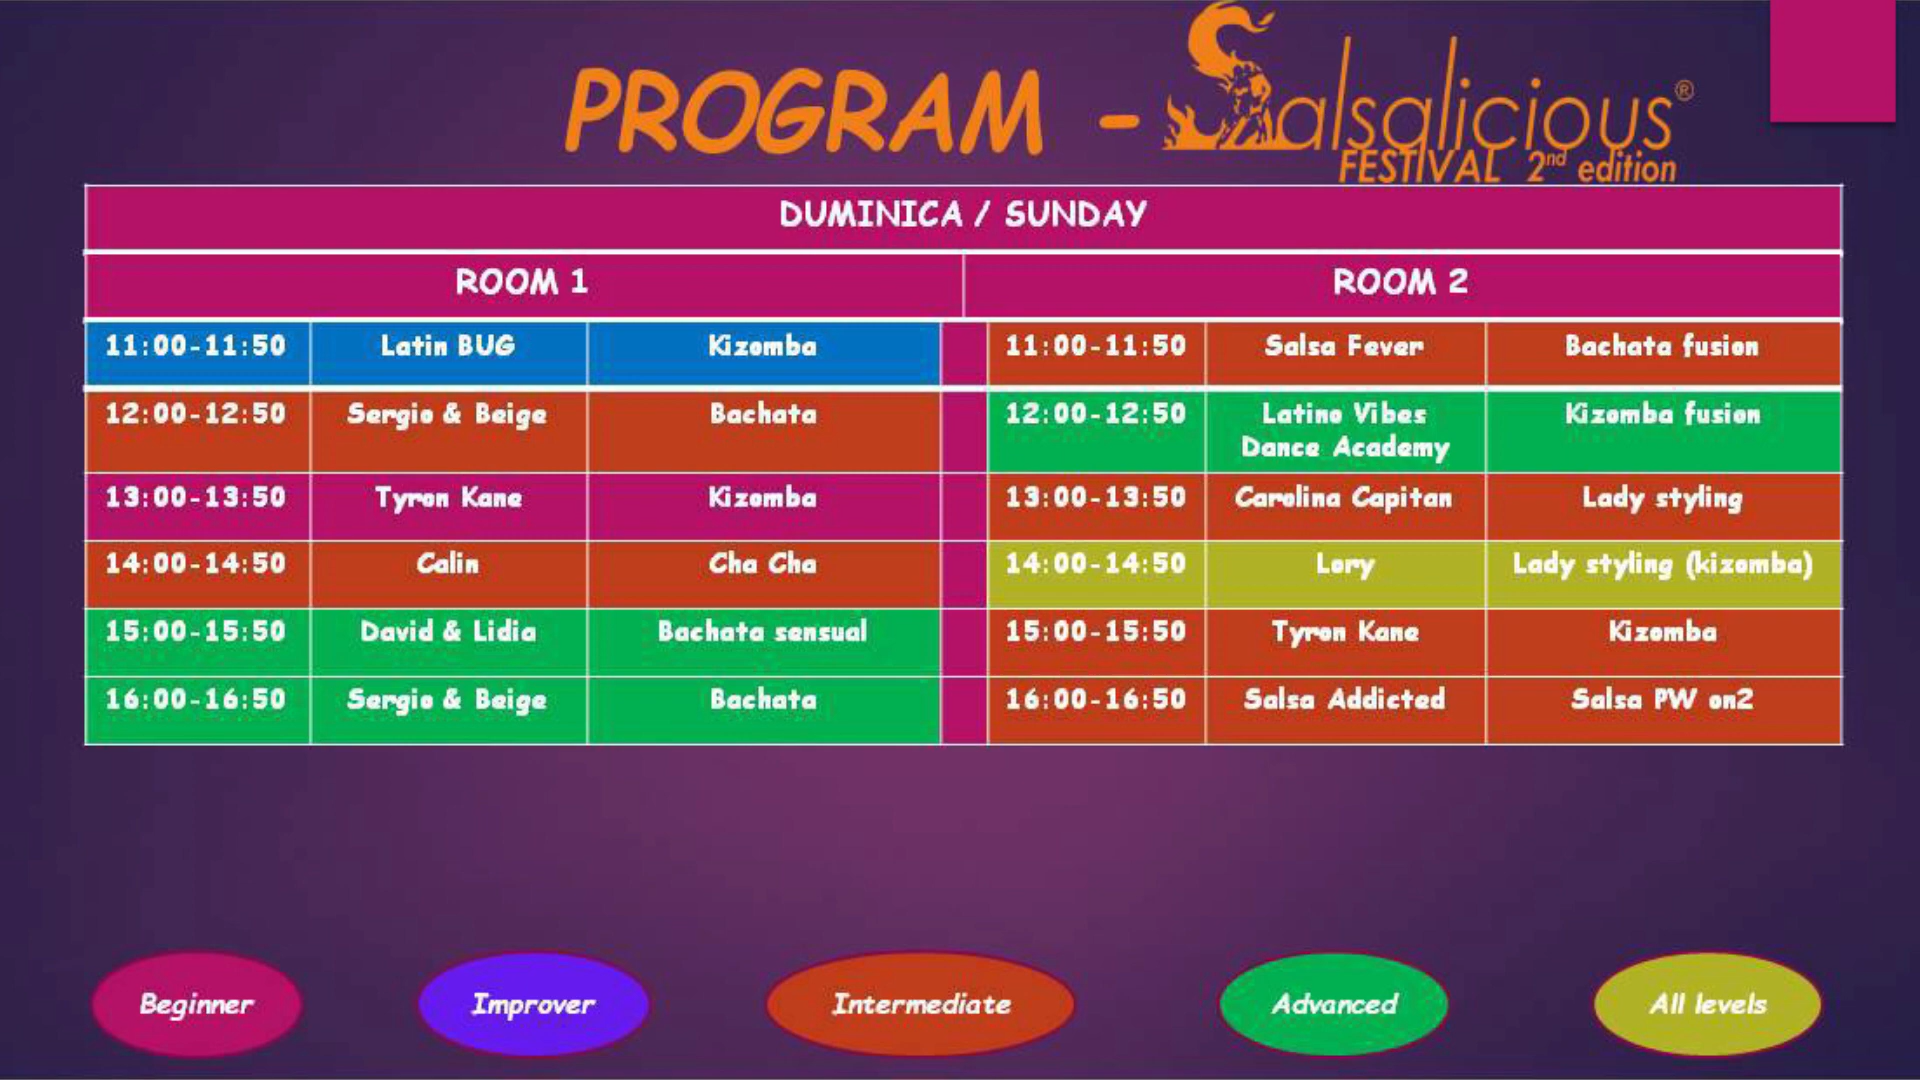 PROGRAM - Salsalicious®
FESTIVAL 2nd edition
DUMINICA / SUNDAY
ROOM 1 ROOM 2
11:00-11:50 Latin BUG Kizomba 11:00-11:50 Salsa Fever Bachata fusion
12:00-12:50 Sergio & Beige Bachata 12:00-12:50 Latino Vibes Kizomba fusion
Dance Academy
13:00-13:50 Tyron Kane Kizomba 13:00-13:50 Carolina Capitan Lady styling
14:00-14:50 Calin Cha Cha 14:00-14:50 Lory Lady styling (kizomba)
15:00-15:50 David & Lidia Bachata sensual 15:00-15:50 Tyron Kane Kizomba
16:00-16:50 Sergio & Beige Bachata 16:00-16:50 Salsa Addicted Salsa PW on2
Beginner Improver Intermediate Advanced All levels